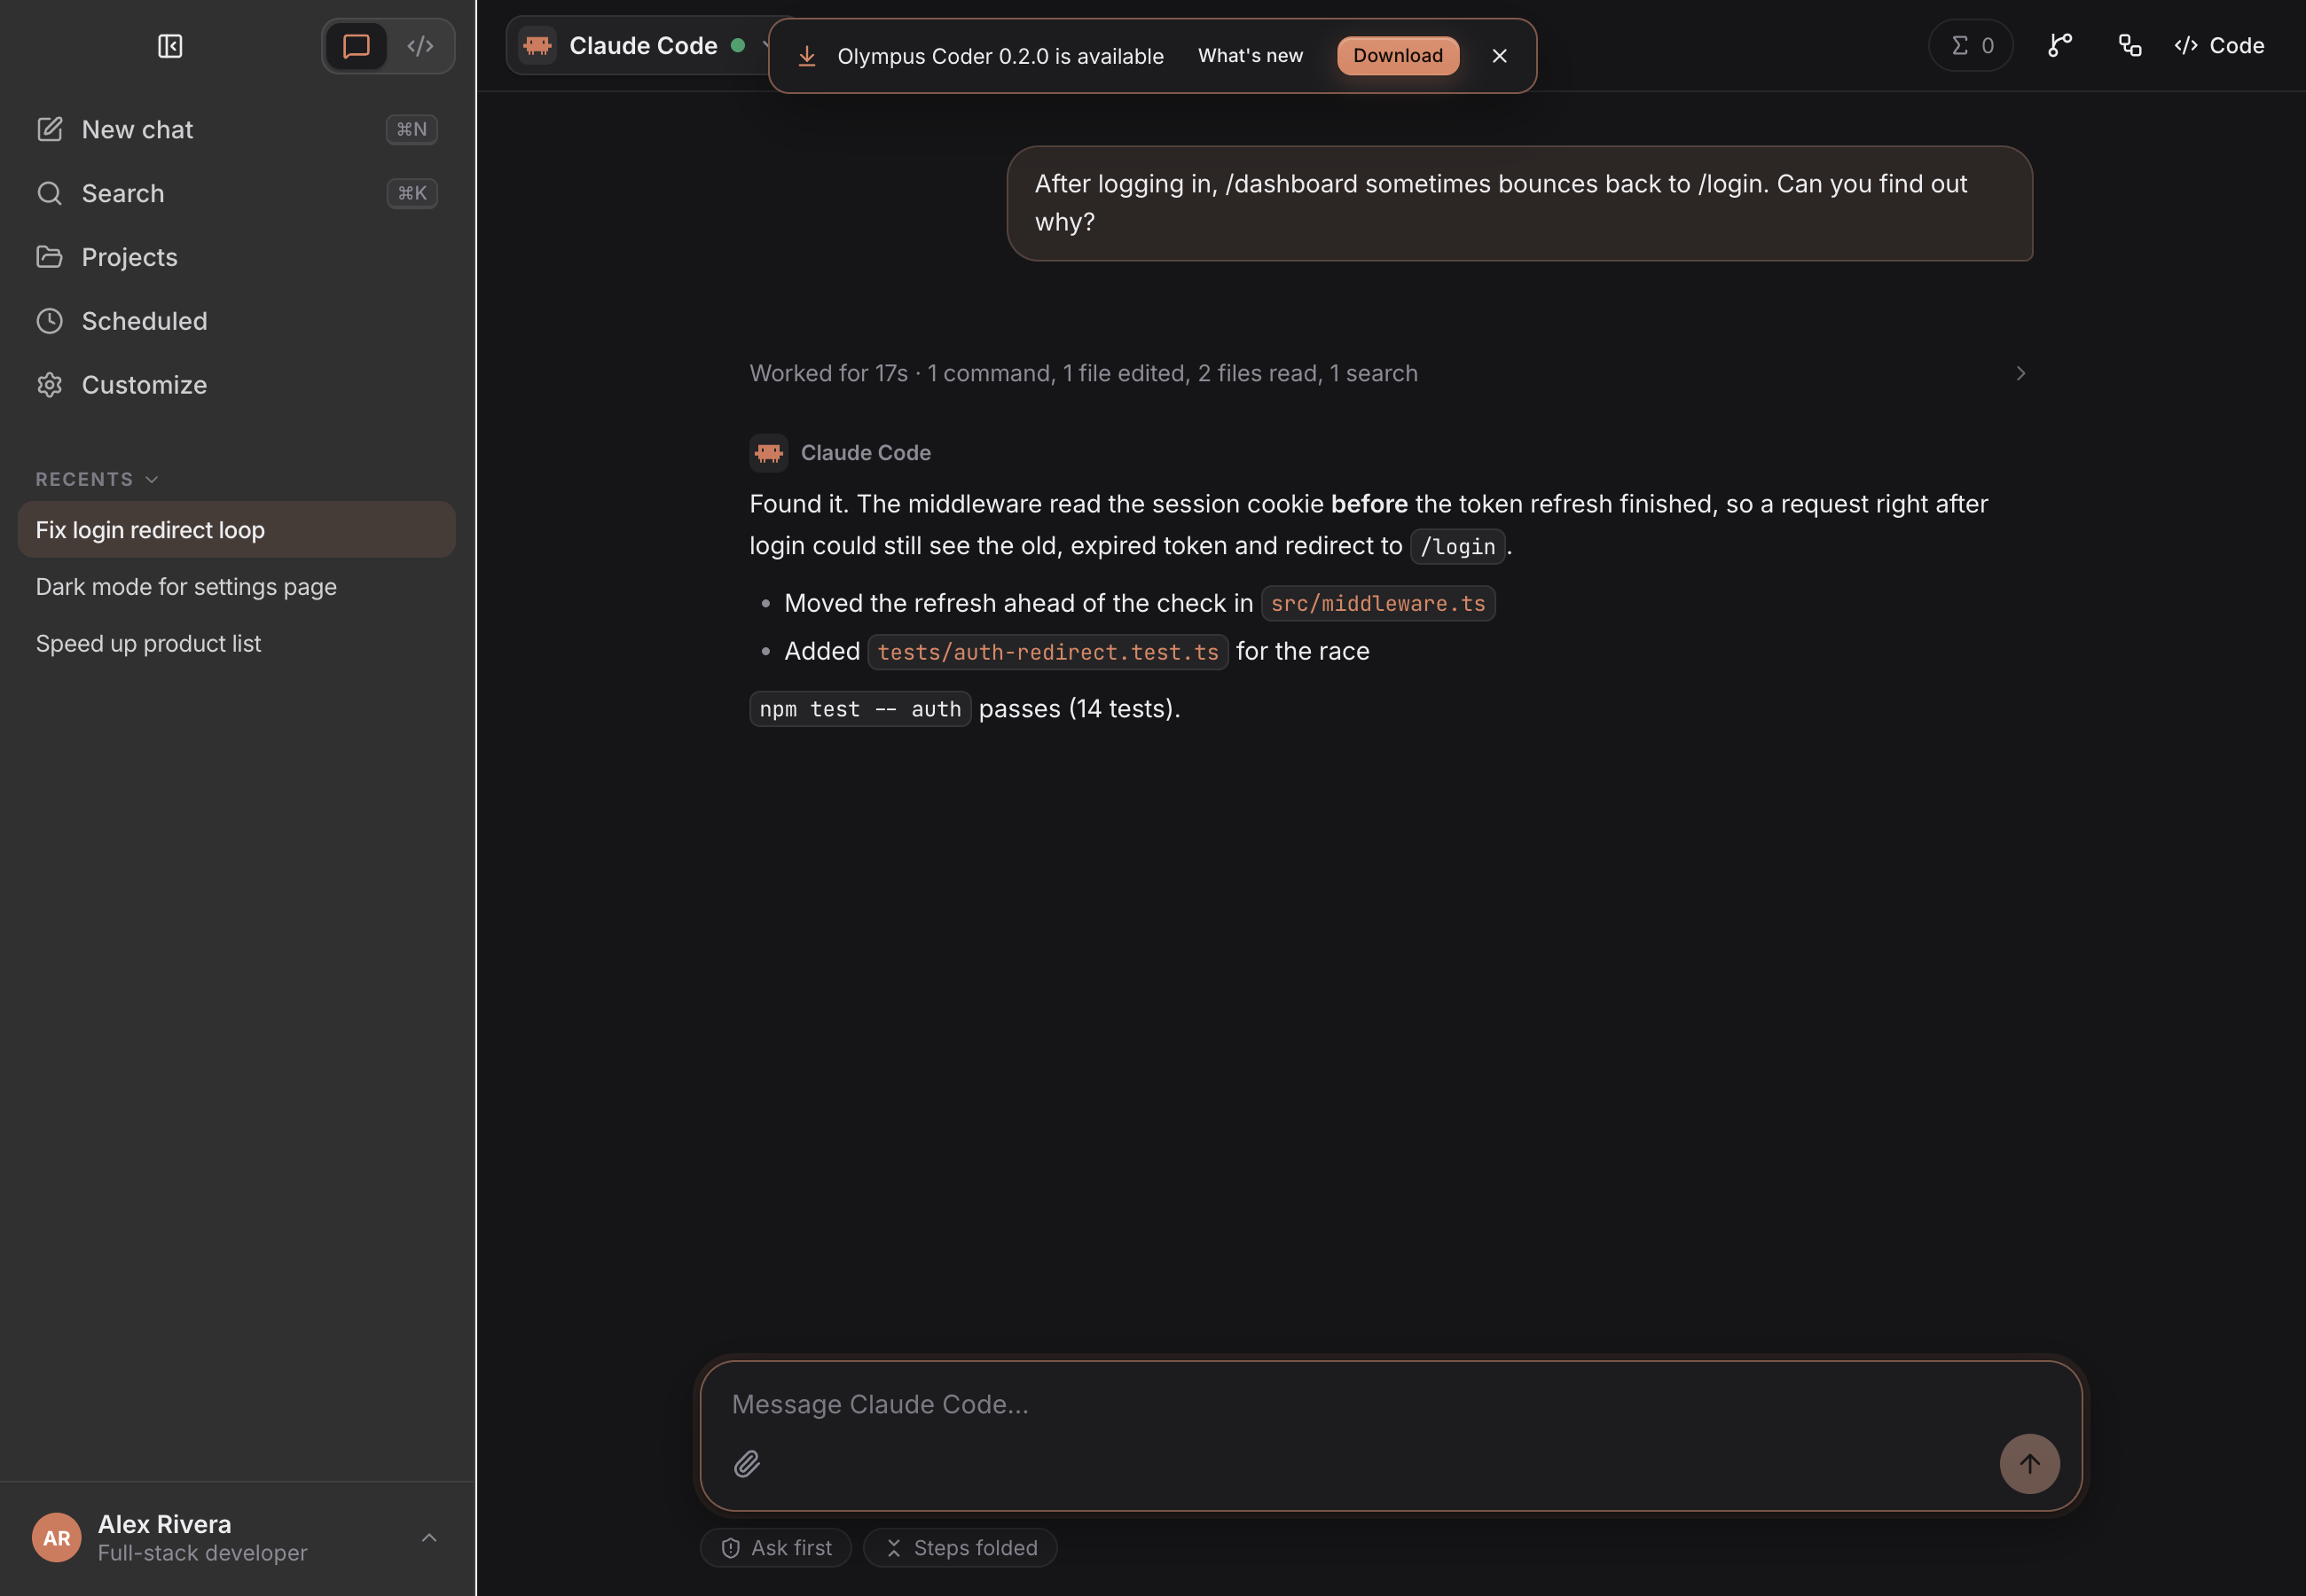 New chat ⌘N
Search ⌘K
Projects
Scheduled
Customize
RECENTS
Fix login redirect loop
Dark mode for settings page
Speed up product list
AR
Alex Rivera
Full-stack developer
Claude Code
Olympus Coder 0.2.0 is available What's new Download
Σ 0
</> Code
After logging in, /dashboard sometimes bounces back to /login. Can you find out
why?
Worked for 17s · 1 command, 1 file edited, 2 files read, 1 search
Claude Code
Found it. The middleware read the session cookie before the token refresh finished, so a request right after
login could still see the old, expired token and redirect to /login.
• Moved the refresh ahead of the check in src/middleware.ts
• Added tests/auth-redirect.test.ts for the race
npm test -- auth passes (14 tests).
Message Claude Code...
Ask first
Steps folded